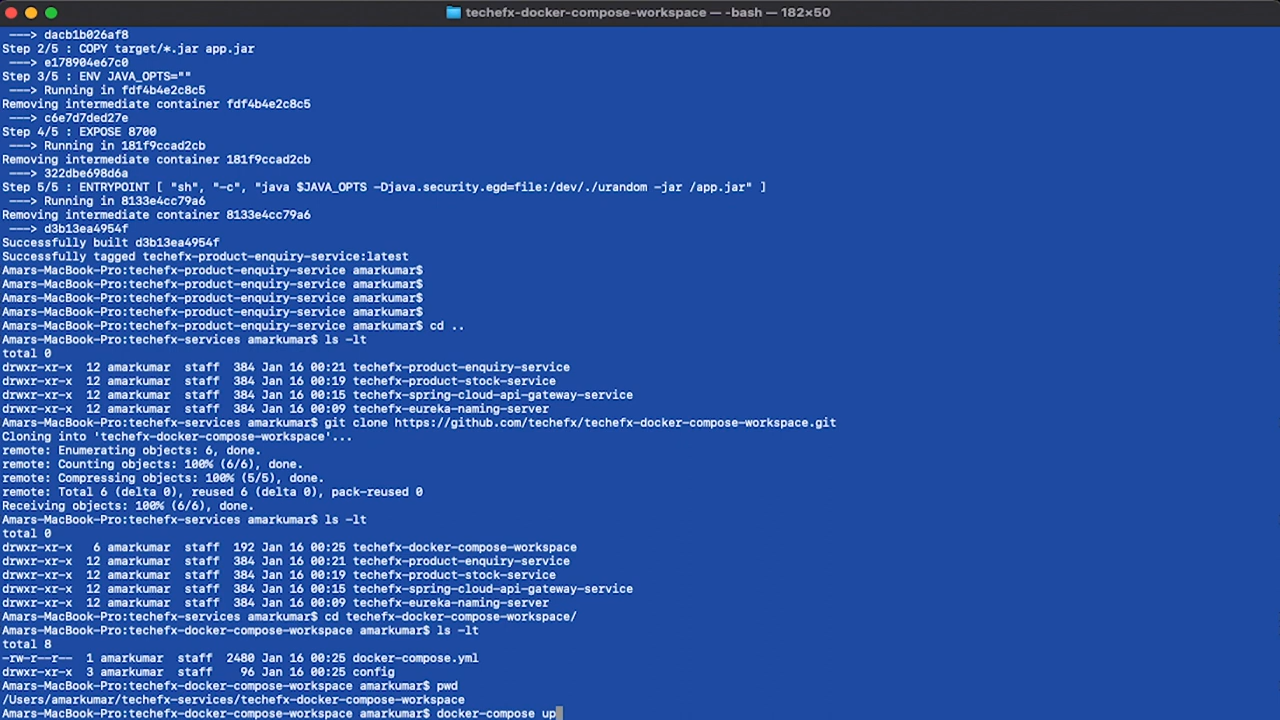 techefx-docker-compose-workspace — -bash — 182×50
---> dacb1b026af8
Step 2/5 : COPY target/*.jar app.jar
---> e178904e67c0
Step 3/5 : ENV JAVA_OPTS=""
---> Running in fdf4b4e2c8c5
Removing intermediate container fdf4b4e2c8c5
---> c6e7d7ded27e
Step 4/5 : EXPOSE 8700
---> Running in 181f9ccad2cb
Removing intermediate container 181f9ccad2cb
---> 322dbe698d6a
Step 5/5 : ENTRYPOINT [ "sh", "-c", "java $JAVA_OPTS -Djava.security.egd=file:/dev/./urandom -jar /app.jar" ]
---> Running in 8133e4cc79a6
Removing intermediate container 8133e4cc79a6
---> d3b13ea4954f
Successfully built d3b13ea4954f
Successfully tagged techefx-product-enquiry-service:latest
Amars-MacBook-Pro:techefx-product-enquiry-service amarkumar$
Amars-MacBook-Pro:techefx-product-enquiry-service amarkumar$
Amars-MacBook-Pro:techefx-product-enquiry-service amarkumar$
Amars-MacBook-Pro:techefx-product-enquiry-service amarkumar$
Amars-MacBook-Pro:techefx-product-enquiry-service amarkumar$ cd ..
Amars-MacBook-Pro:techefx-services amarkumar$ ls -lt
total 0
drwxr-xr-x  12 amarkumar  staff  384 Jan 16 00:21 techefx-product-enquiry-service
drwxr-xr-x  12 amarkumar  staff  384 Jan 16 00:19 techefx-product-stock-service
drwxr-xr-x  12 amarkumar  staff  384 Jan 16 00:15 techefx-spring-cloud-api-gateway-service
drwxr-xr-x  12 amarkumar  staff  384 Jan 16 00:09 techefx-eureka-naming-server
Amars-MacBook-Pro:techefx-services amarkumar$ git clone https://github.com/techefx/techefx-docker-compose-workspace.git
Cloning into 'techefx-docker-compose-workspace'...
remote: Enumerating objects: 6, done.
remote: Counting objects: 100% (6/6), done.
remote: Compressing objects: 100% (5/5), done.
remote: Total 6 (delta 0), reused 6 (delta 0), pack-reused 0
Receiving objects: 100% (6/6), done.
Amars-MacBook-Pro:techefx-services amarkumar$ ls -lt
total 0
drwxr-xr-x   6 amarkumar  staff  192 Jan 16 00:25 techefx-docker-compose-workspace
drwxr-xr-x  12 amarkumar  staff  384 Jan 16 00:21 techefx-product-enquiry-service
drwxr-xr-x  12 amarkumar  staff  384 Jan 16 00:19 techefx-product-stock-service
drwxr-xr-x  12 amarkumar  staff  384 Jan 16 00:15 techefx-spring-cloud-api-gateway-service
drwxr-xr-x  12 amarkumar  staff  384 Jan 16 00:09 techefx-eureka-naming-server
Amars-MacBook-Pro:techefx-services amarkumar$ cd techefx-docker-compose-workspace/
Amars-MacBook-Pro:techefx-docker-compose-workspace amarkumar$ ls -lt
total 8
-rw-r--r--  1 amarkumar  staff  2480 Jan 16 00:25 docker-compose.yml
drwxr-xr-x  3 amarkumar  staff    96 Jan 16 00:25 config
Amars-MacBook-Pro:techefx-docker-compose-workspace amarkumar$ pwd
/Users/amarkumar/techefx-services/techefx-docker-compose-workspace
Amars-MacBook-Pro:techefx-docker-compose-workspace amarkumar$ docker-compose up